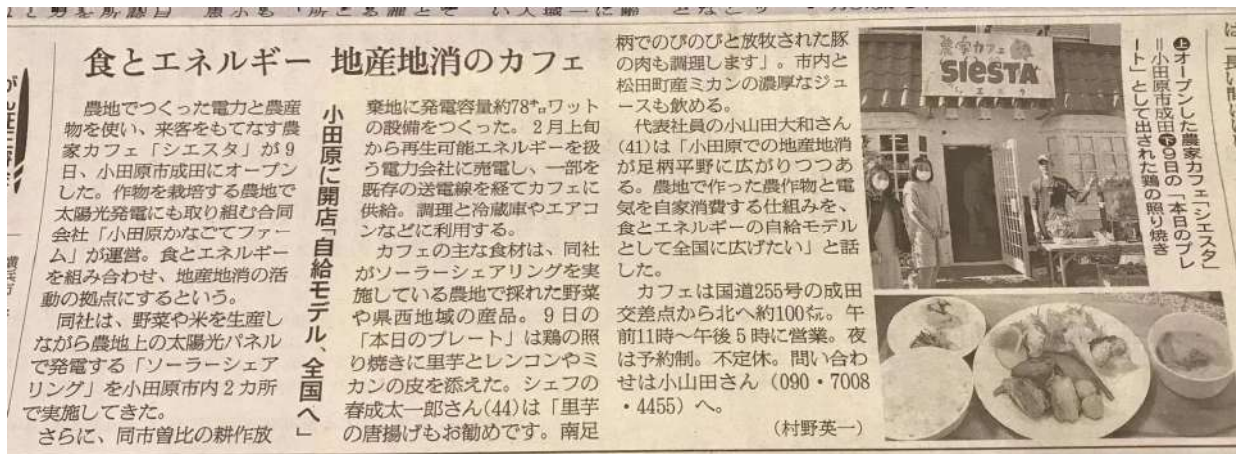 食とエネルギー 地産地消のカフェ
小田原に開店「自給モデル、全国へ」
農地でつくった電力と農産
物を使い、来客をもてなす農
家カフェ「シエスタ」が9
日、小田原市成田にオープン
した。作物を栽培する農地で
太陽光発電にも取り組む合同
会社「小田原かなごてファー
ム」が運営。食とエネルギー
を組み合わせ、地産地消の活
動の拠点にするという。
同社は、野菜や米を生産し
ながら農地上の太陽光パネル
で発電する「ソーラーシェア
リング」を小田原市内2カ所
で実施してきた。
さらに、同市曽比の耕作放
棄地に発電容量約78㌔ワット
の設備をつくった。2月上旬
から再生可能エネルギーを扱
う電力会社に売電し、一部を
既存の送電線を経てカフェに
供給。調理と冷蔵庫やエアコ
ンなどに利用する。
カフェの主な食材は、同社
がソーラーシェアリングを実
施している農地で採れた野菜
や県西地域の産品。9日の
「本日のプレート」は鶏の照
り焼きに里芋とレンコンやミ
カンの皮を添えた。シェフの
春成太一郎さん(44)は「里芋
の唐揚げもお勧めです。南足
柄でのびのびと放牧された豚
の肉も調理します」。市内と
松田町産ミカンの濃厚なジュ
ースも飲める。
代表社員の小山田大和さん
(41)は「小田原での地産地消
が足柄平野に広がりつつあ
る。農地で作った農作物と電
気を自家消費する仕組みを、
食とエネルギーの自給モデル
として全国に広げたい」と話
した。
カフェは国道255号の成田
交差点から北へ約100㍍。午
前11時～午後5時に営業。夜
は予約制。不定休。問い合わ
せは小山田さん(090・7008
・4455)へ。
(村野英一)
農家カフェ
SIESTA
シエスタ
㊤オープンした農家カフェ「シエスタ」
=小田原市成田㊦9日の「本日のプレ
ート」として出された鶏の照り焼き